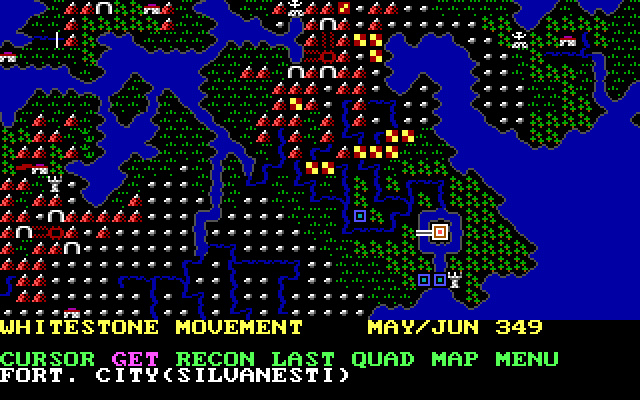 WHITESTONE MOVEMENT MAY/JUN 349
CURSOR GET RECON LAST QUAD MAP MENU
FORT. CITY(SILVANESTI)